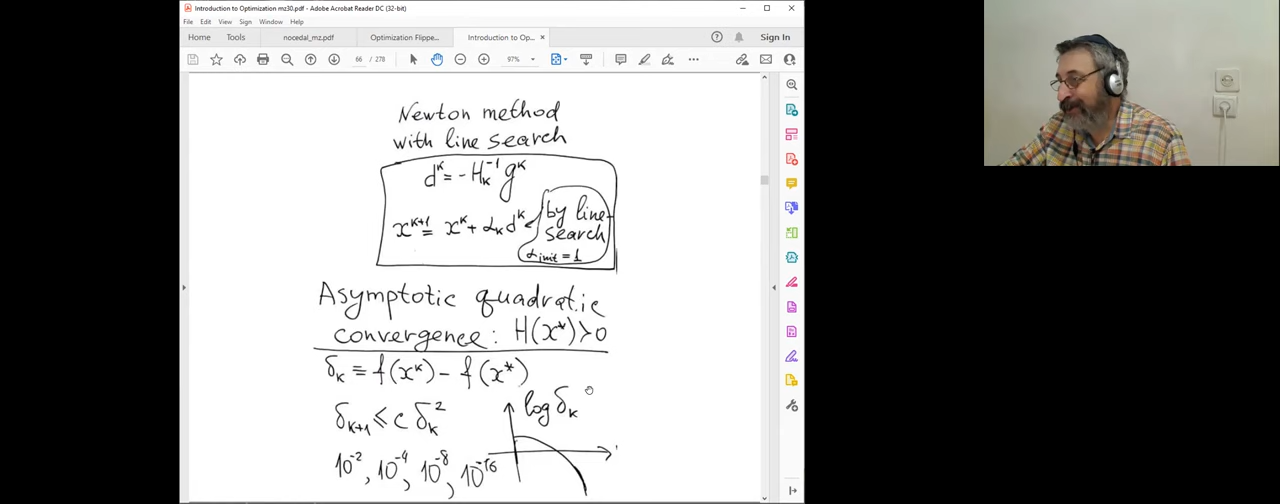 Introduction to Optimization mz30.pdf - Adobe Acrobat Reader DC (32-bit)
File Edit View Sign Window Help
Home Tools nocedal_mz.pdf Optimization Flippe... Introduction to Op... × Sign In
66 / 278 97%
Newton method
with line search
d^k = -H_k^{-1} g^k
x^{k+1} = x^k + α_k d^k
by line-
search
α_init = 1
Asymptotic quadratic
convergence: H(x*) > 0
δ_k ≡ f(x^k) - f(x*)
δ_{k+1} ≤ c δ_k^2
log δ_k
10^{-2}, 10^{-4}, 10^{-8}, 10^{-16}